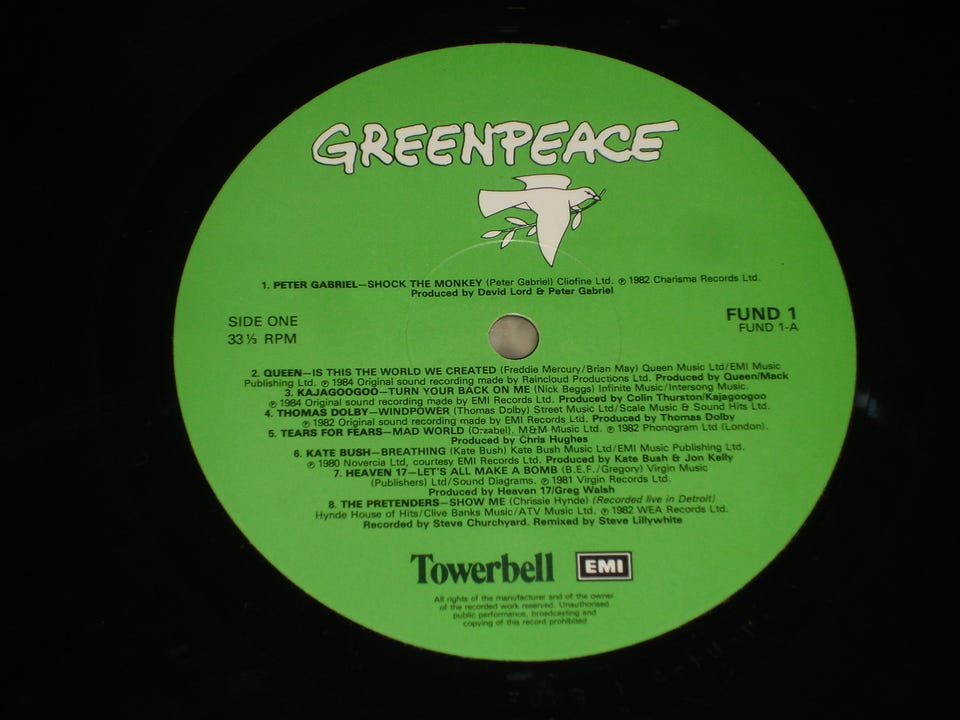 GREENPEACE
1. PETER GABRIEL—SHOCK THE MONKEY (Peter Gabriel) Cliofine Ltd. ℗ 1982 Charisma Records Ltd.
Produced by David Lord & Peter Gabriel
SIDE ONE
33⅓ RPM
FUND 1
FUND 1-A
2. QUEEN—IS THIS THE WORLD WE CREATED (Freddie Mercury/Brian May) Queen Music Ltd/EMI Music
Publishing Ltd. ℗ 1984 Original sound recording made by Raincloud Productions Ltd. Produced by Queen/Mack
3. KAJAGOOGOO—TURN YOUR BACK ON ME (Nick Beggs) Infinite Music/Intersong Music.
℗ 1984 Original sound recording made by EMI Records Ltd. Produced by Colin Thurston/Kajagoogoo
4. THOMAS DOLBY—WINDPOWER (Thomas Dolby) Street Music Ltd/Scale Music & Sound Hits Ltd.
℗ 1982 Original sound recording made by EMI Records Ltd. Produced by Thomas Dolby
5. TEARS FOR FEARS—MAD WORLD (Orzabel). M&M Music Ltd. ℗ 1982 Phonogram Ltd (London).
Produced by Chris Hughes
6. KATE BUSH—BREATHING (Kate Bush) Kate Bush Music Ltd/EMI Music Publishing Ltd.
℗ 1980 Novercia Ltd, courtesy EMI Records Ltd. Produced by Kate Bush & Jon Kelly
7. HEAVEN 17—LET'S ALL MAKE A BOMB (B.E.F./Gregory) Virgin Music
(Publishers) Ltd/Sound Diagrams. ℗ 1981 Virgin Records Ltd.
Produced by Heaven 17/Greg Walsh
8. THE PRETENDERS—SHOW ME (Chrissie Hynde) (Recorded live in Detroit)
Hynde House of Hits/Clive Banks Music/ATV Music Ltd. ℗ 1982 WEA Records Ltd.
Recorded by Steve Churchyard. Remixed by Steve Lillywhite
Towerbell EMI
All rights of the manufacturer and of the owner
of the recorded work reserved. Unauthorised
public performance, broadcasting and
copying of this record prohibited